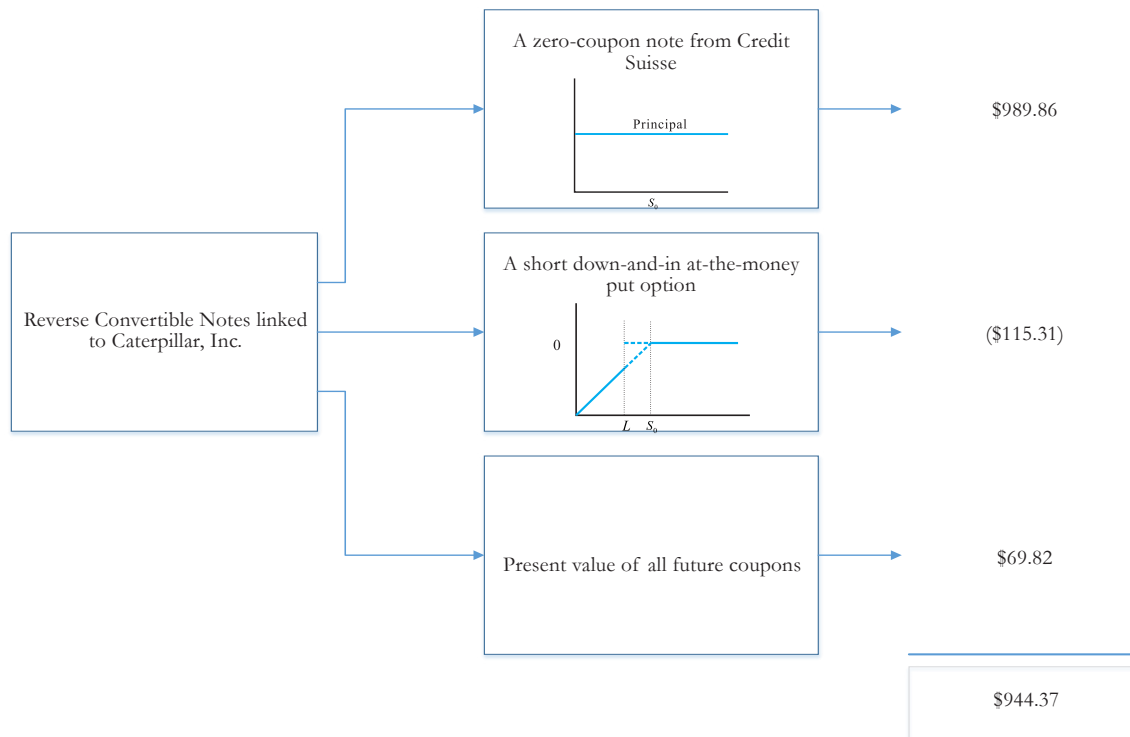 A zero-coupon note from Credit
Suisse
Principal
S₀
$989.86
Reverse Convertible Notes linked
to Caterpillar, Inc.
A short down-and-in at-the-money
put option
0
L S₀
($115.31)
Present value of all future coupons
$69.82
$944.37